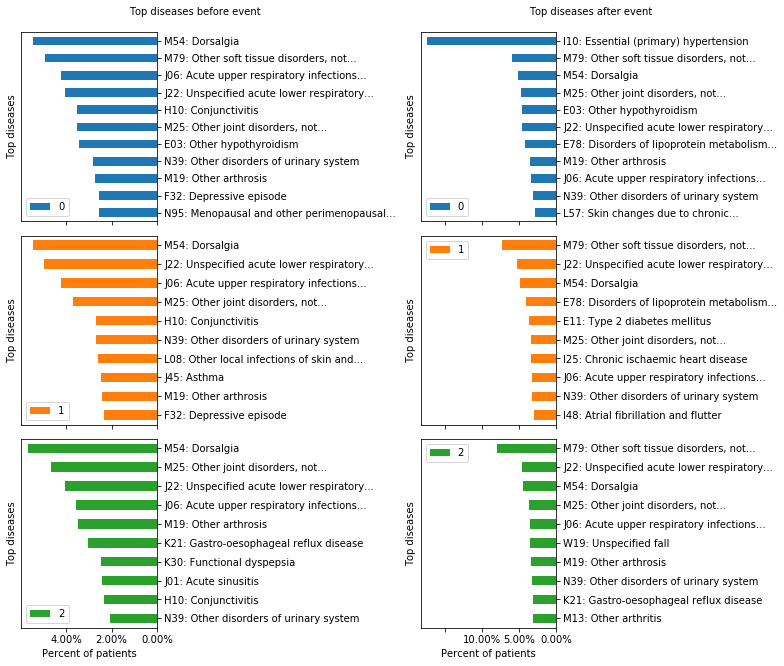 Top diseases before event
Top diseases after event
Top diseases
M54: Dorsalgia
M79: Other soft tissue disorders, not...
J06: Acute upper respiratory infections...
J22: Unspecified acute lower respiratory...
H10: Conjunctivitis
M25: Other joint disorders, not...
E03: Other hypothyroidism
N39: Other disorders of urinary system
M19: Other arthrosis
F32: Depressive episode
N95: Menopausal and other perimenopausal...
0
Top diseases
I10: Essential (primary) hypertension
M79: Other soft tissue disorders, not...
M54: Dorsalgia
M25: Other joint disorders, not...
E03: Other hypothyroidism
J22: Unspecified acute lower respiratory...
E78: Disorders of lipoprotein metabolism...
M19: Other arthrosis
J06: Acute upper respiratory infections...
N39: Other disorders of urinary system
L57: Skin changes due to chronic...
0
Top diseases
M54: Dorsalgia
J22: Unspecified acute lower respiratory...
J06: Acute upper respiratory infections...
M25: Other joint disorders, not...
H10: Conjunctivitis
N39: Other disorders of urinary system
L08: Other local infections of skin and...
J45: Asthma
M19: Other arthrosis
F32: Depressive episode
1
Top diseases
1
M79: Other soft tissue disorders, not...
J22: Unspecified acute lower respiratory...
M54: Dorsalgia
E78: Disorders of lipoprotein metabolism...
E11: Type 2 diabetes mellitus
M25: Other joint disorders, not...
I25: Chronic ischaemic heart disease
J06: Acute upper respiratory infections...
N39: Other disorders of urinary system
I48: Atrial fibrillation and flutter
Top diseases
M54: Dorsalgia
M25: Other joint disorders, not...
J22: Unspecified acute lower respiratory...
J06: Acute upper respiratory infections...
M19: Other arthrosis
K21: Gastro-oesophageal reflux disease
K30: Functional dyspepsia
J01: Acute sinusitis
H10: Conjunctivitis
N39: Other disorders of urinary system
2
4.00% 2.00% 0.00%
Percent of patients
Top diseases
2
M79: Other soft tissue disorders, not...
J22: Unspecified acute lower respiratory...
M54: Dorsalgia
M25: Other joint disorders, not...
J06: Acute upper respiratory infections...
W19: Unspecified fall
M19: Other arthrosis
N39: Other disorders of urinary system
K21: Gastro-oesophageal reflux disease
M13: Other arthritis
10.00% 5.00% 0.00%
Percent of patients